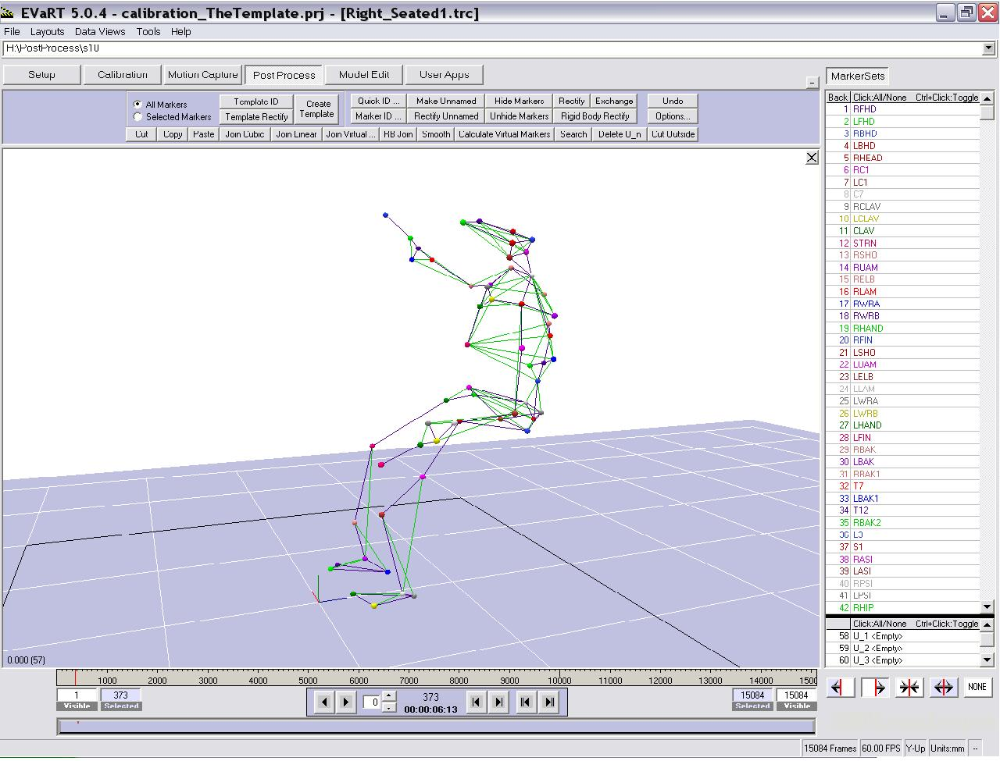 EVaRT 5.0.4 - calibration_TheTemplate.prj - [Right_Seated1.trc]
File Layouts Data Views Tools Help
H:\PostProcess\s10
Setup Calibration Motion Capture Post Process Model Edit User Apps
MarkerSets
All Markers
Selected Markers
Template ID
Template Rectify
Create Template
Quick ID ... Make Unnamed Hide Markers Rectify Exchange Undo
Marker ID ... Rectify Unnamed Unhide Markers Rigid Body Rectify Options...
Cut Copy Paste Join Cubic Join Linear Join Virtual ... RB Join Smooth Calculate Virtual Markers Search Delete U_n Cut Outside
Back Click:All/None Ctrl+Click:Toggle
1 RFHD
2 LFHD
3 RBHD
4 LBHD
5 RHEAD
6 RC1
7 LC1
8 C7
9 RCLAV
10 LCLAV
11 CLAV
12 STRN
13 RSHO
14 RUAM
15 RELB
16 RLAM
17 RWRA
18 RWRB
19 RHAND
20 RFIN
21 LSHO
22 LUAM
23 LELB
24 LLAM
25 LWRA
26 LWRB
27 LHAND
28 LFIN
29 RBAK
30 LBAK
31 RBAK1
32 T7
33 LBAK1
34 T12
35 RBAK2
36 L3
37 S1
38 RASI
39 LASI
40 RPSI
41 LPSI
42 RHIP
Click:All/None Ctrl+Click:Toggle
58 U_1 <Empty>
59 U_2 <Empty>
60 U_3 <Empty>
0.000 (57)
1000 2000 3000 4000 5000 6000 7000 8000 9000 10000 11000 12000 13000 14000 1500
1 373
Visible Selected
0
373
00:00:06:13
15084 15084
Selected Visible
NONE
15084 Frames 60.00 FPS Y-Up Units:mm --